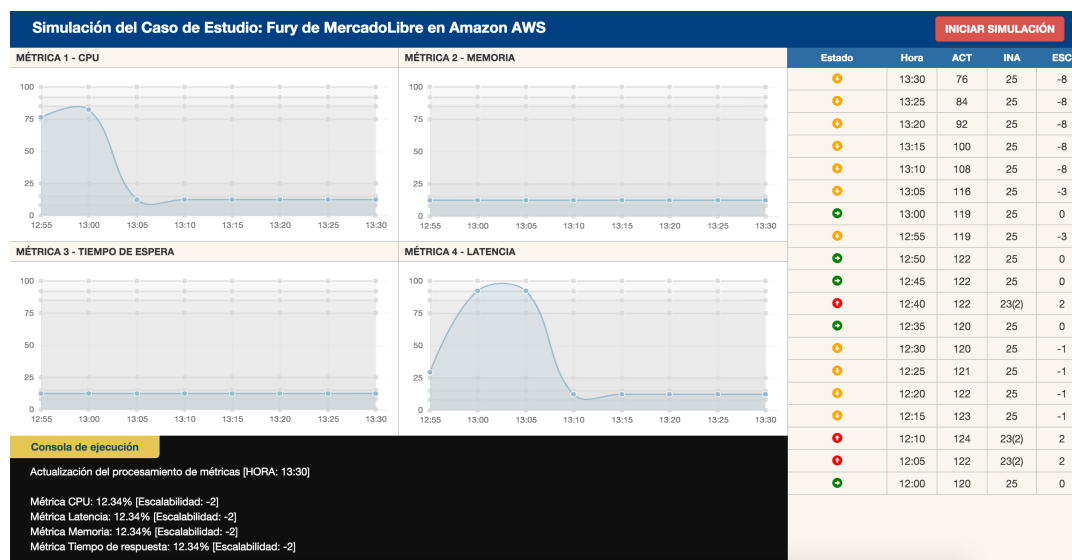 Simulación del Caso de Estudio: Fury de MercadoLibre en Amazon AWS
INICIAR SIMULACIÓN
MÉTRICA 1 - CPU
100
75
50
25
0
12:55 13:00 13:05 13:10 13:15 13:20 13:25 13:30
MÉTRICA 2 - MEMORIA
100
75
50
25
0
12:55 13:00 13:05 13:10 13:15 13:20 13:25 13:30
MÉTRICA 3 - TIEMPO DE ESPERA
100
75
50
25
0
12:55 13:00 13:05 13:10 13:15 13:20 13:25 13:30
MÉTRICA 4 - LATENCIA
100
75
50
25
0
12:55 13:00 13:05 13:10 13:15 13:20 13:25 13:30
Consola de ejecución
Actualización del procesamiento de métricas [HORA: 13:30]
Métrica CPU: 12.34% [Escalabilidad: -2]
Métrica Latencia: 12.34% [Escalabilidad: -2]
Métrica Memoria: 12.34% [Escalabilidad: -2]
Métrica Tiempo de respuesta: 12.34% [Escalabilidad: -2]
Estado Hora ACT INA ESC
13:30 76 25 -8
13:25 84 25 -8
13:20 92 25 -8
13:15 100 25 -8
13:10 108 25 -8
13:05 116 25 -3
13:00 119 25 0
12:55 119 25 -3
12:50 122 25 0
12:45 122 25 0
12:40 122 23(2) 2
12:35 120 25 0
12:30 120 25 -1
12:25 121 25 -1
12:20 122 25 -1
12:15 123 25 -1
12:10 124 23(2) 2
12:05 122 23(2) 2
12:00 120 25 0